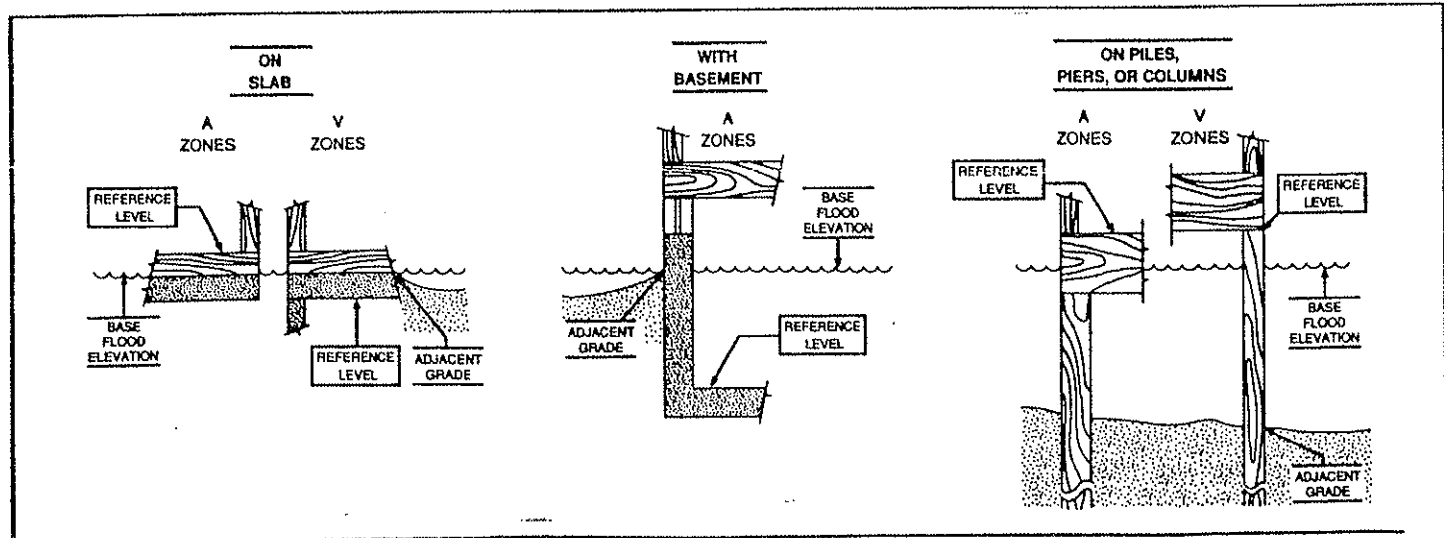 ON
SLAB
A
ZONES
V
ZONES
REFERENCE
LEVEL
BASE
FLOOD
ELEVATION
REFERENCE
LEVEL
ADJACENT
GRADE
WITH
BASEMENT
A
ZONES
BASE
FLOOD
ELEVATION
ADJACENT
GRADE
REFERENCE
LEVEL
ON PILES,
PIERS, OR COLUMNS
A
ZONES
V
ZONES
REFERENCE
LEVEL
REFERENCE
LEVEL
BASE
FLOOD
ELEVATION
ADJACENT
GRADE